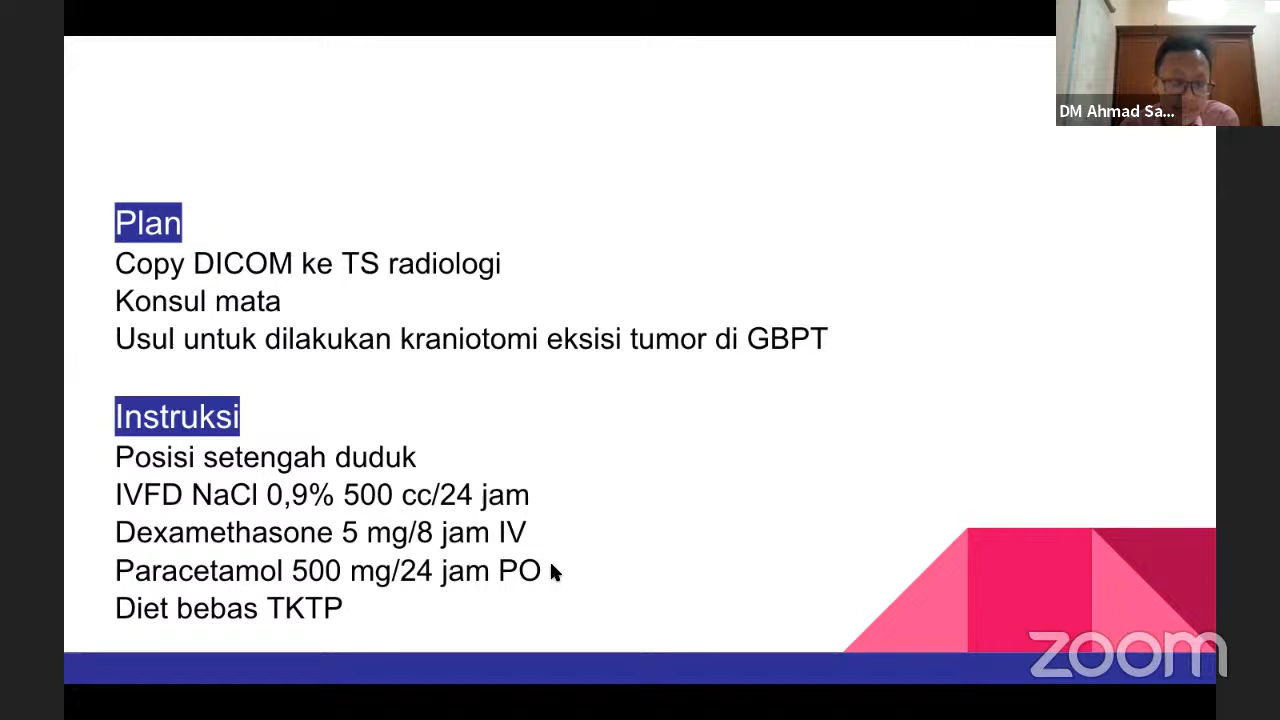 DM Ahmad Sa...
Plan
Copy DICOM ke TS radiologi
Konsul mata
Usul untuk dilakukan kraniotomi eksisi tumor di GBPT
Instruksi
Posisi setengah duduk
IVFD NaCl 0,9% 500 cc/24 jam
Dexamethasone 5 mg/8 jam IV
Paracetamol 500 mg/24 jam PO
Diet bebas TKTP
zoom